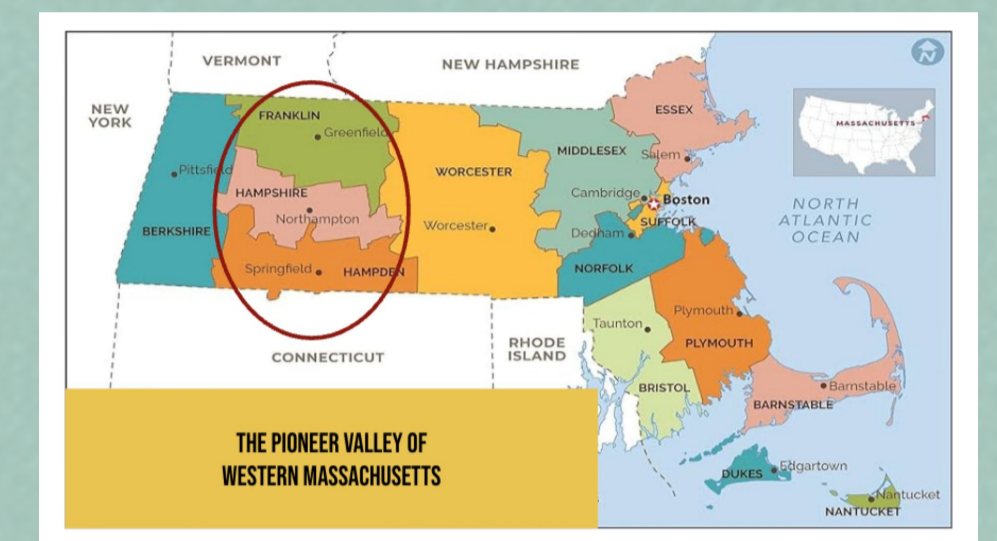 VERMONT
NEW HAMPSHIRE
N
NEW
YORK
FRANKLIN
Greenfield
ESSEX
MASSACHUSETTS
MIDDLESEX
Salem
Pittsfield
WORCESTER
HAMPSHIRE
Cambridge
Boston
Northampton
NORTH
ATLANTIC
OCEAN
SUFFOLK
Worcester
Dedham
BERKSHIRE
Springfield
HAMPDEN
NORFOLK
Plymouth
Taunton
RHODE
ISLAND
PLYMOUTH
CONNECTICUT
BRISTOL
Barnstable
BARNSTABLE
THE PIONEER VALLEY OF
WESTERN MASSACHUSETTS
DUKES
Edgartown
Nantucket
NANTUCKET